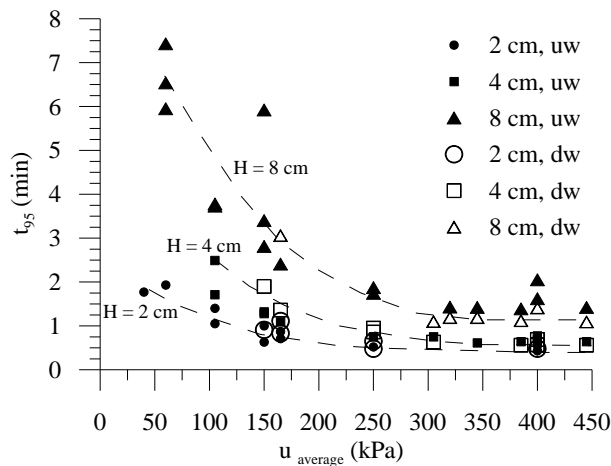 8
7
6
5
4
3
2
1
0
t95 (min)
H = 8 cm
H = 4 cm
H = 2 cm
2 cm, uw
4 cm, uw
8 cm, uw
2 cm, dw
4 cm, dw
8 cm, dw
0 50 100 150 200 250 300 350 400 450
u average (kPa)